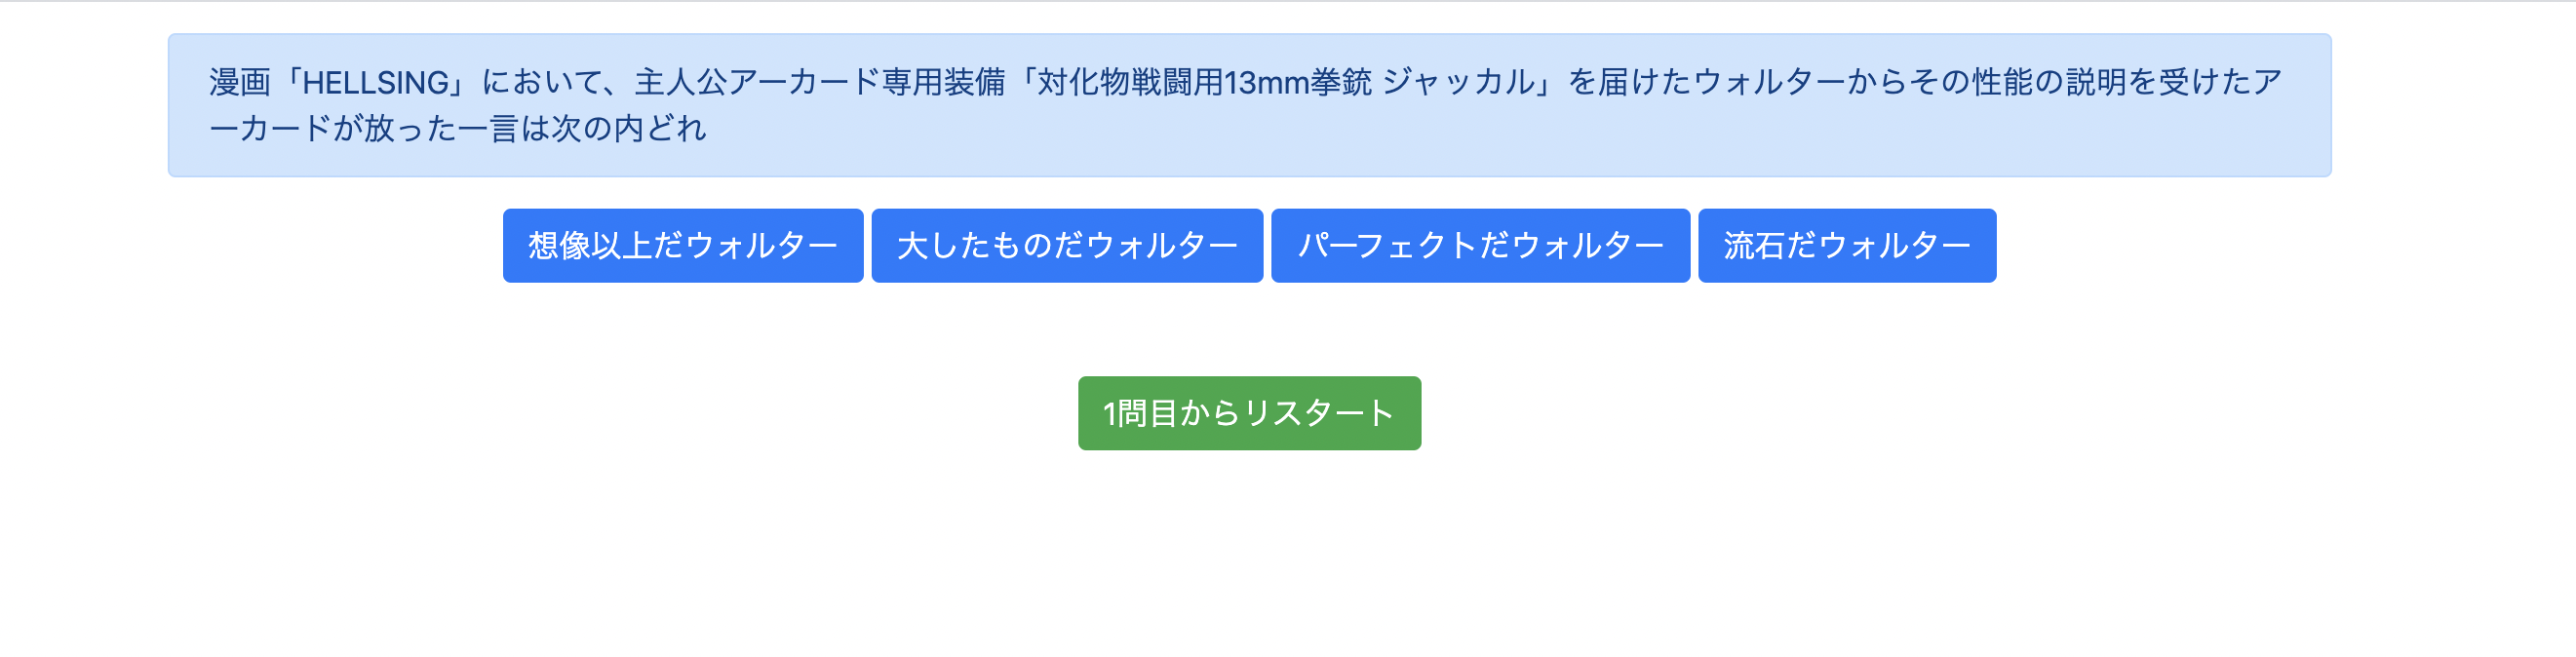 漫画「HELLSING」において、主人公アーカード専用装備「対化物戦闘用13mm拳銃 ジャッカル」を届けたウォルターからその性能の説明を受けたア
ーカードが放った一言は次の内どれ
想像以上だウォルター 大したものだウォルター パーフェクトだウォルター 流石だウォルター
1問目からリスタート